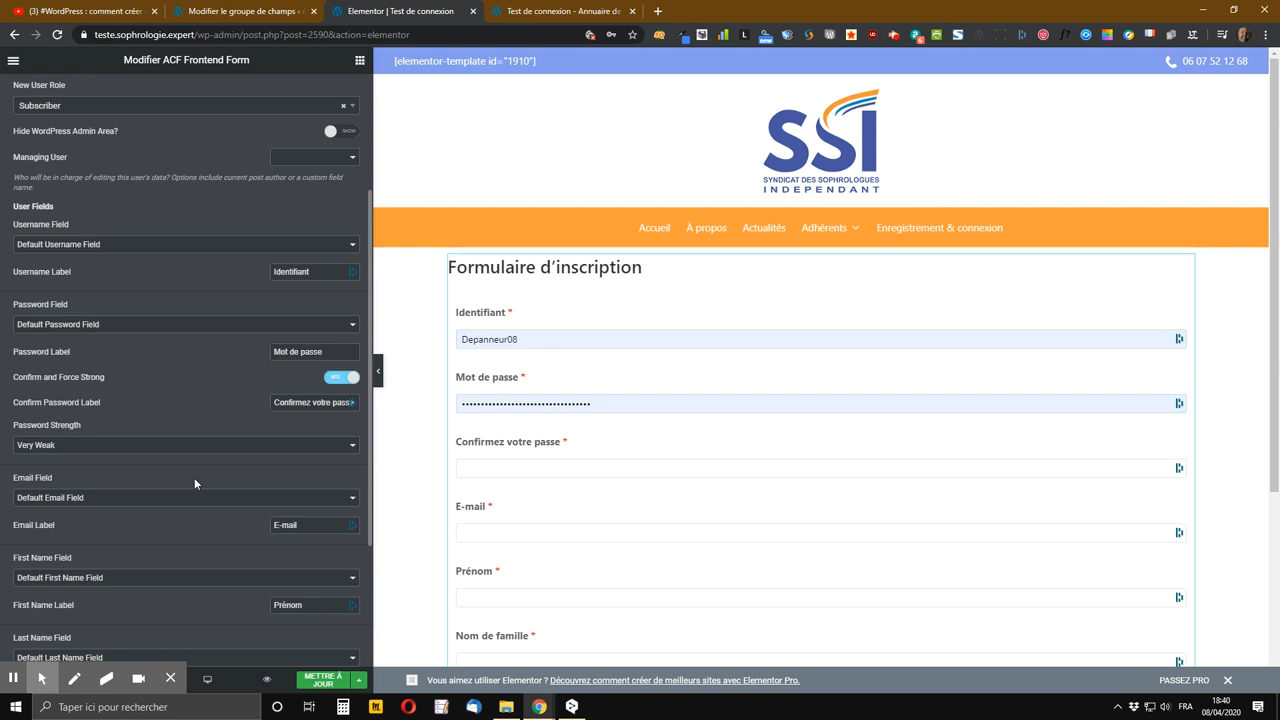 (3) #WORDPRESS : comment cr
Modifier le groupe de champs
Elementor | Test
Test connexion - Annuaire des
test.sophrologie.expert/wp-admin/post.php?post=2590&action=elementor
Modifier ACF Frontend Form
New User Role
Subscriber
Hide WordPress Admin Area?
SHOW
Managing User
Who will be in charge of editing this user's data? Options include current post author or a custom field
name.
User Fields
Username Field
Default Username Field
Username Label
Identifiant
Password Field
Default Password Field
Password Label
Mot de passe
Confirm and Force Strong
YES
Confirm Password Label
Confirmez votre passe
Password Strength
Very Weak
Email Field
Default Email Field
Email Label
E-mail
First Name Field
Default First Name Field
First Name Label
Prénom
Last Name Field
Default Last Name Field
METTRE À
JOUR
[elementor-template id="1910"]
06 07 52 12 68
SSI
SYNDICAT DES SOPHROLOGUES
INDEPENDANT
Accueil
À propos
Actualités
Adhérents
Enregistrement & connexion
Formulaire d'inscription
Identifiant *
Depanneur08
Mot de passe *
Confirmez votre passe *
E-mail *
Prénom *
Nom de famille *
Vous aimez utiliser Elementor ? Découvrez comment créer de meilleurs sites avec Elementor Pro.
PASSEZ PRO
Taper ici pour rechercher
FRA
18:40
08/04/2020